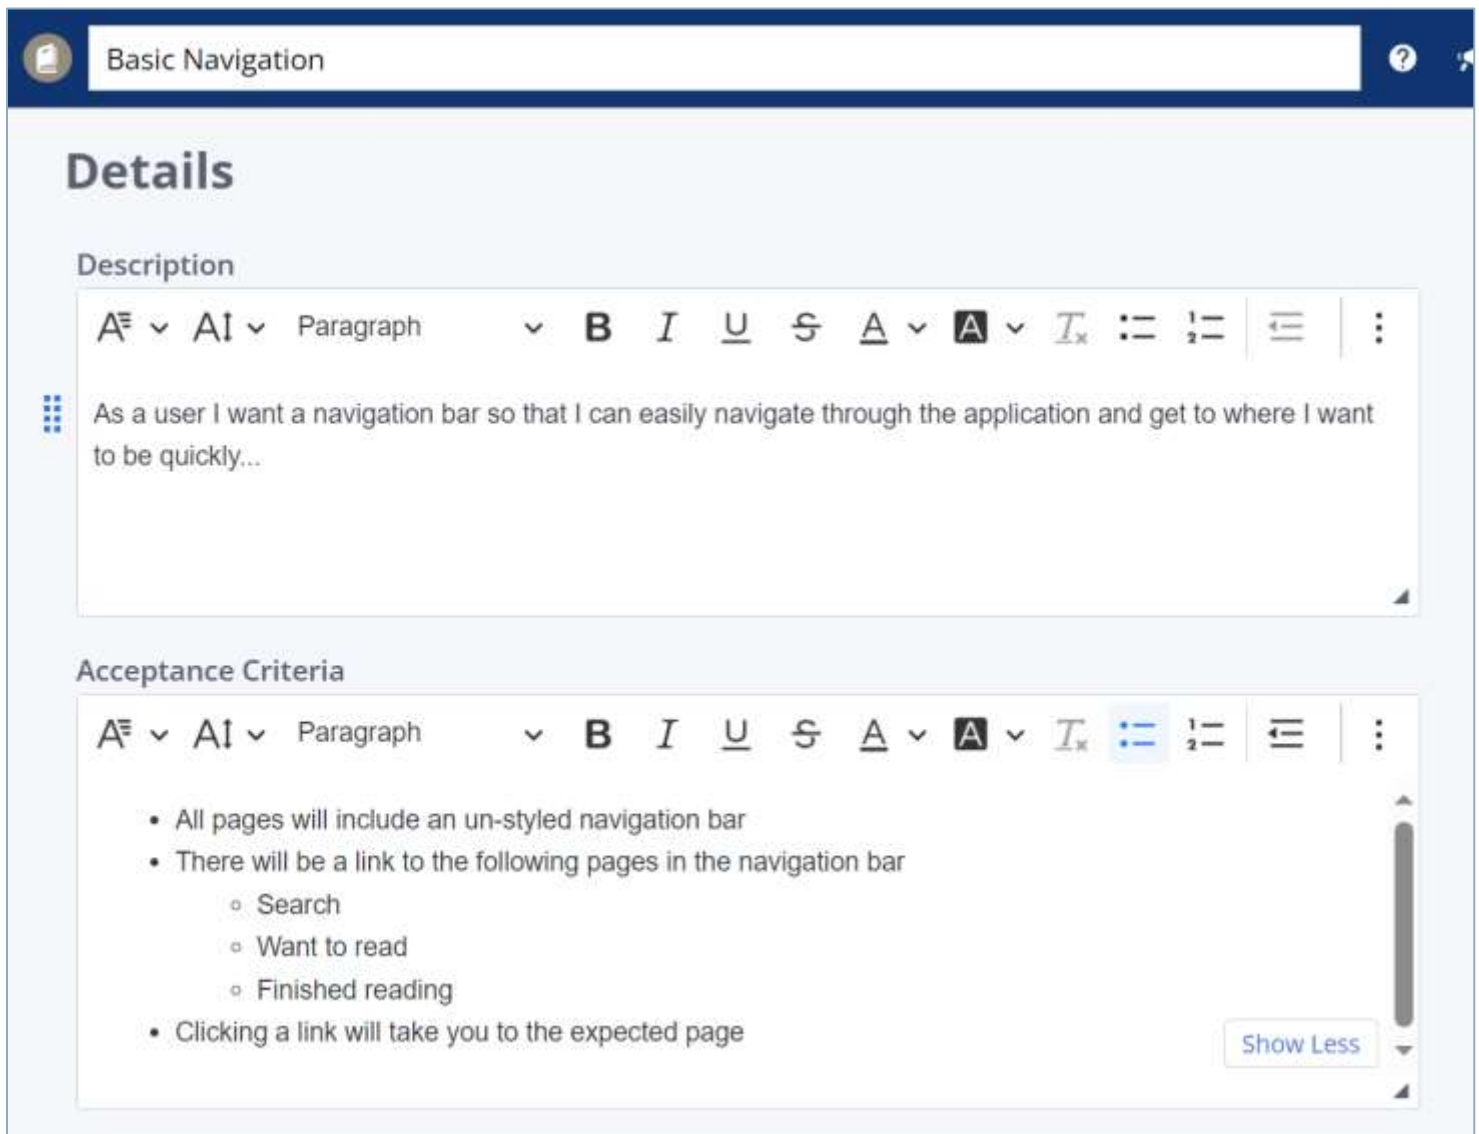 Basic Navigation
Details
Description
Paragraph
As a user I want a navigation bar so that I can easily navigate through the application and get to where I want
to be quickly...
Acceptance Criteria
Paragraph
• All pages will include an un-styled navigation bar
• There will be a link to the following pages in the navigation bar
◦ Search
◦ Want to read
◦ Finished reading
• Clicking a link will take you to the expected page
Show Less